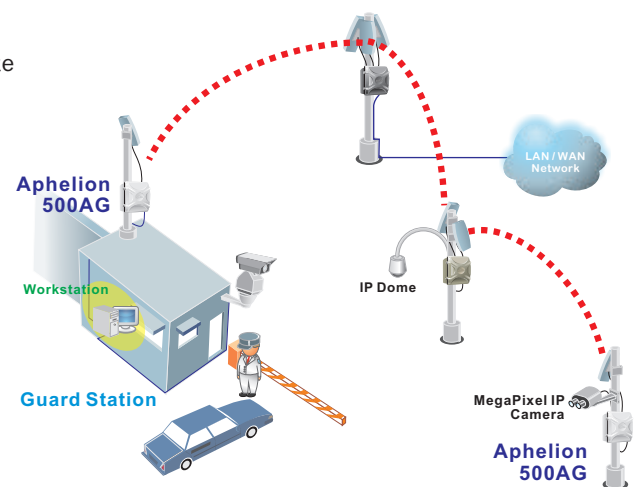 LAN / WAN
Network
Aphelion
500AG
IP Dome
Workstation
Guard Station
MegaPixel IP
Camera
Aphelion
500AG